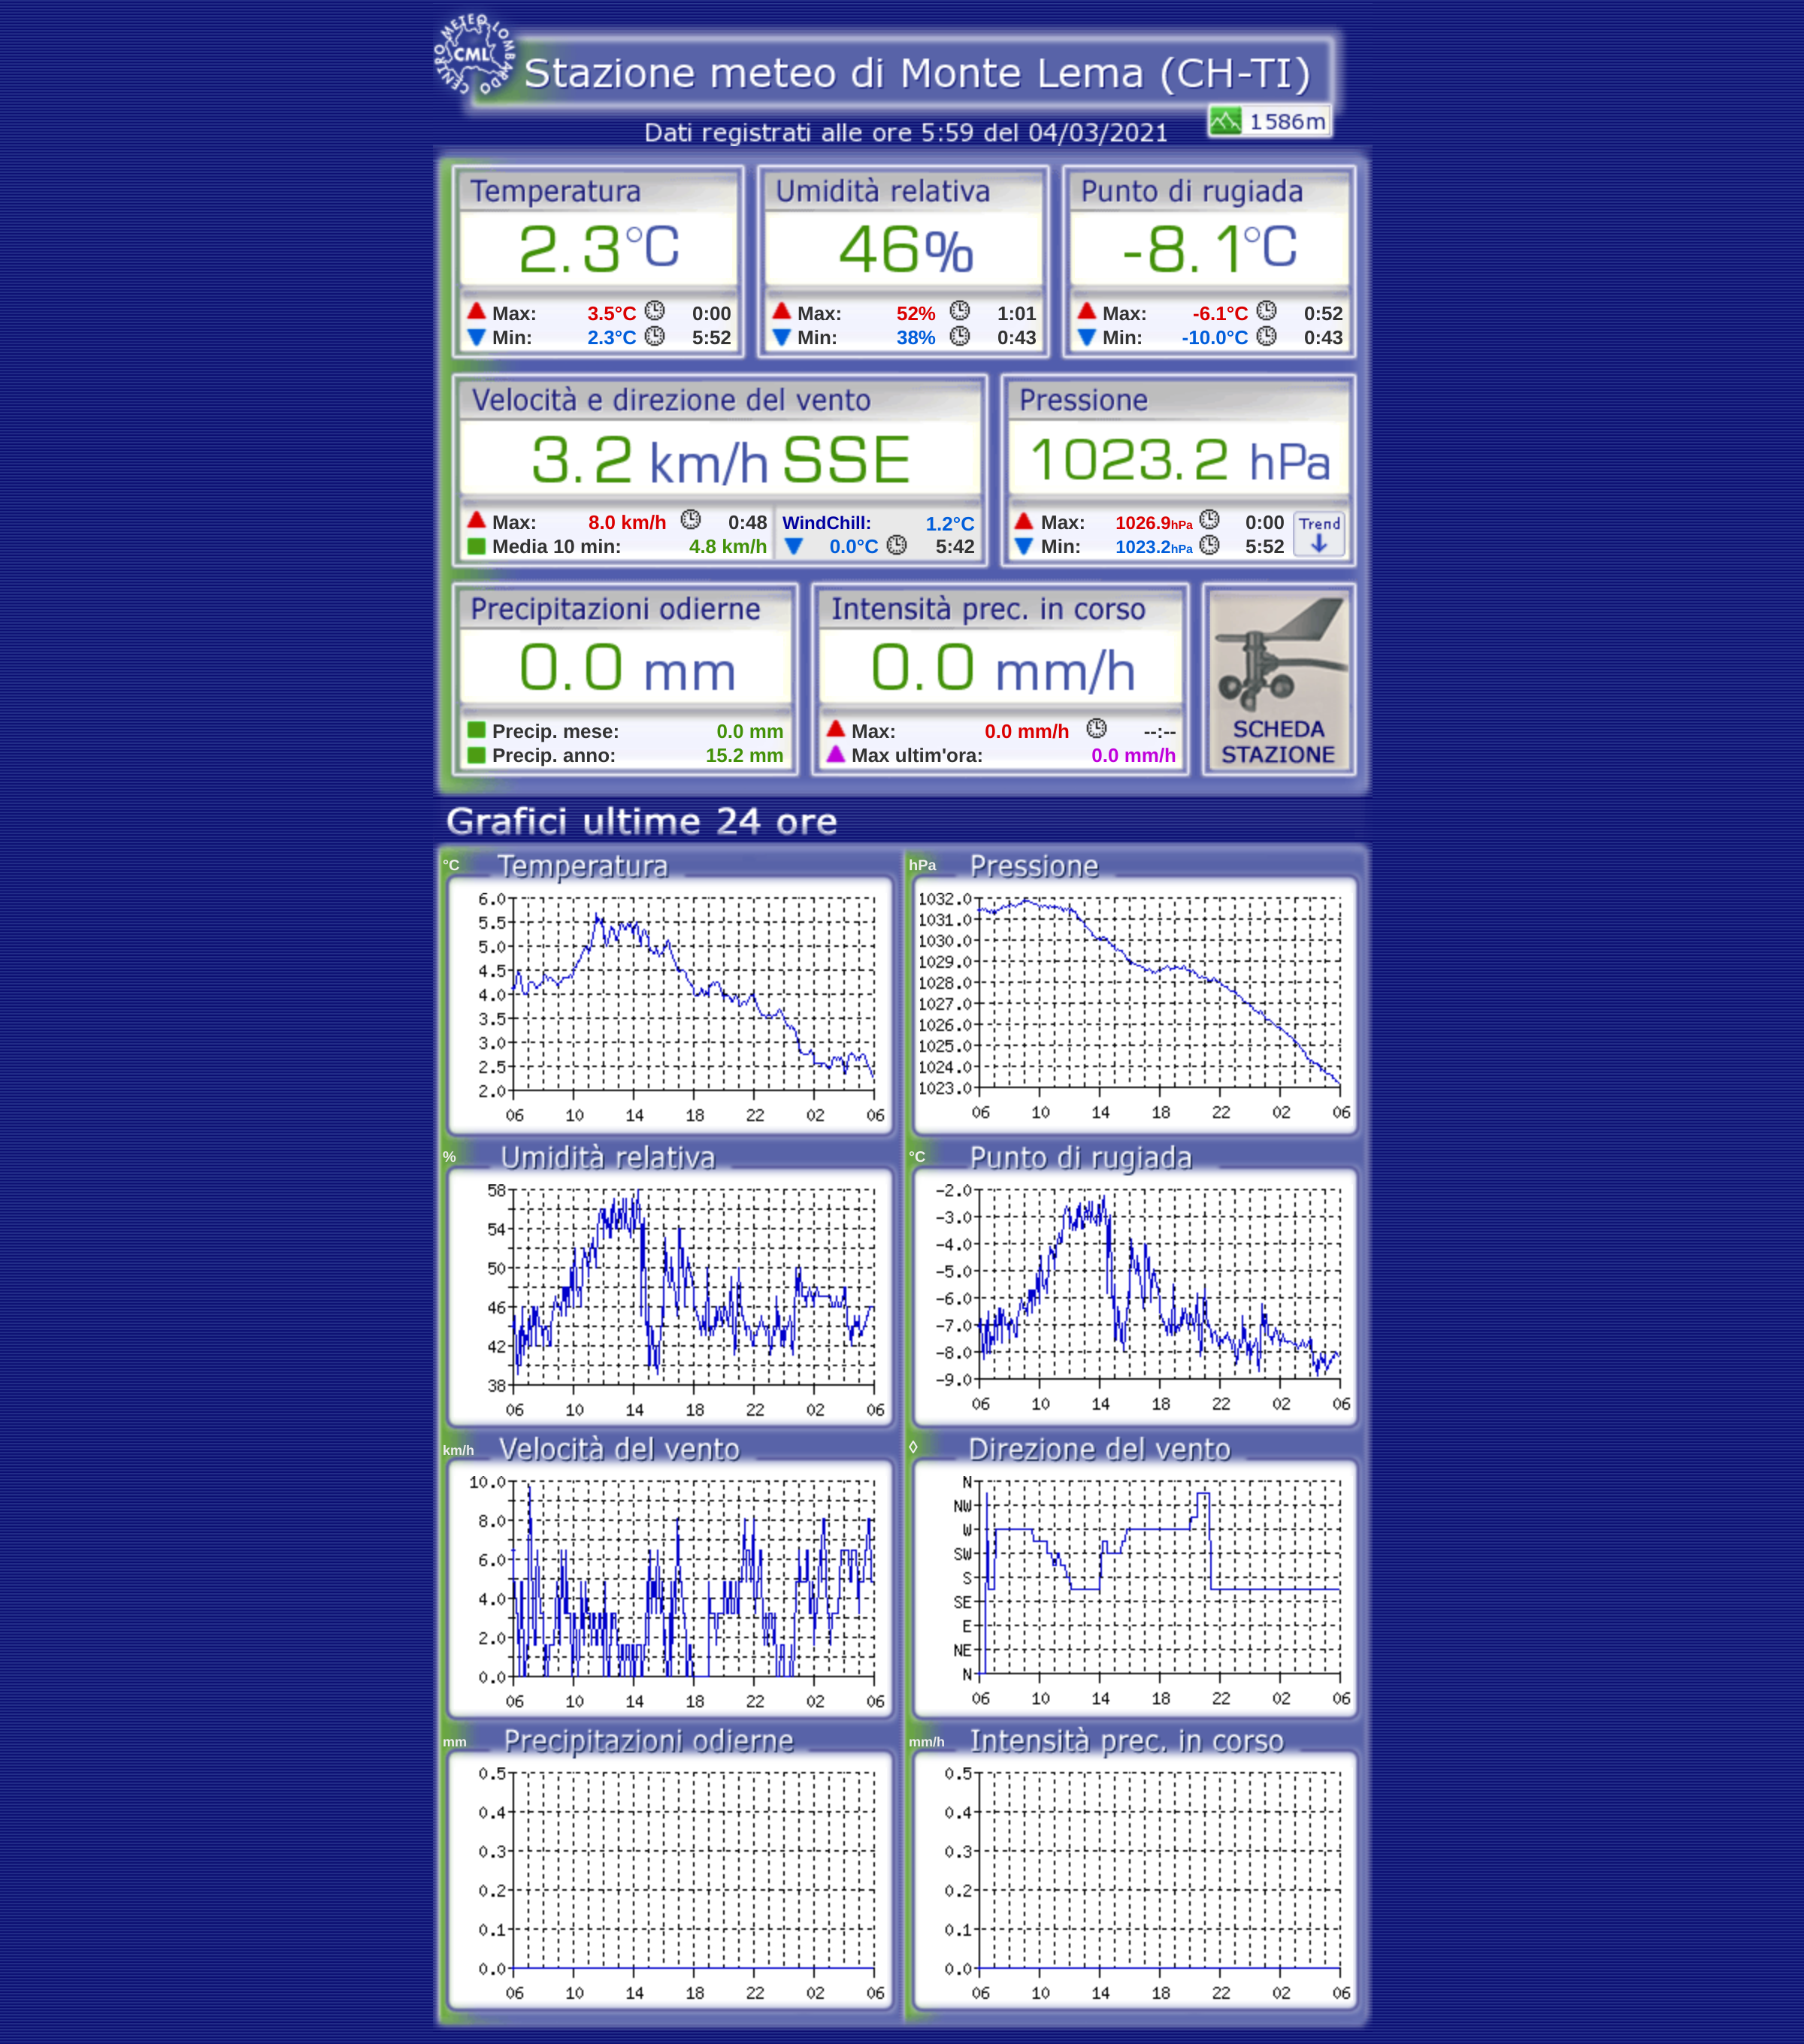 CENTRO METEO LOMBARDO
CML
Stazione meteo di Monte Lema (CH-TI)
1586m
Dati registrati alle ore 5:59 del 04/03/2021
Temperatura Umidità relativa Punto di rugiada
2.3°C 46% -8.1°C
Max: 3.5°C 0:00 Max: 52% 1:01 Max: -6.1°C 0:52
Min: 2.3°C 5:52 Min: 38% 0:43 Min: -10.0°C 0:43
Velocità e direzione del vento Pressione
3.2 km/h SSE 1023.2 hPa
Max: 8.0 km/h 0:48 WindChill: 1.2°C Max: 1026.9hPa 0:00 Trend
Media 10 min: 4.8 km/h 0.0°C 5:42 Min: 1023.2hPa 5:52
Precipitazioni odierne Intensità prec. in corso
0.0 mm 0.0 mm/h
Precip. mese: 0.0 mm Max: 0.0 mm/h --:-- SCHEDA
Precip. anno: 15.2 mm Max ultim'ora: 0.0 mm/h STAZIONE
Grafici ultime 24 ore
°C Temperatura
6.0
5.5
5.0
4.5
4.0
3.5
3.0
2.5
2.0
06 10 14 18 22 02 06
hPa Pressione
1032.0
1031.0
1030.0
1029.0
1028.0
1027.0
1026.0
1025.0
1024.0
1023.0
06 10 14 18 22 02 06
% Umidità relativa
58
54
50
46
42
38
06 10 14 18 22 02 06
°C Punto di rugiada
-2.0
-3.0
-4.0
-5.0
-6.0
-7.0
-8.0
-9.0
06 10 14 18 22 02 06
km/h Velocità del vento
10.0
8.0
6.0
4.0
2.0
0.0
06 10 14 18 22 02 06
◊ Direzione del vento
N
NW
W
SW
S
SE
E
NE
N
06 10 14 18 22 02 06
mm Precipitazioni odierne
0.5
0.4
0.3
0.2
0.1
0.0
06 10 14 18 22 02 06
mm/h Intensità prec. in corso
0.5
0.4
0.3
0.2
0.1
0.0
06 10 14 18 22 02 06